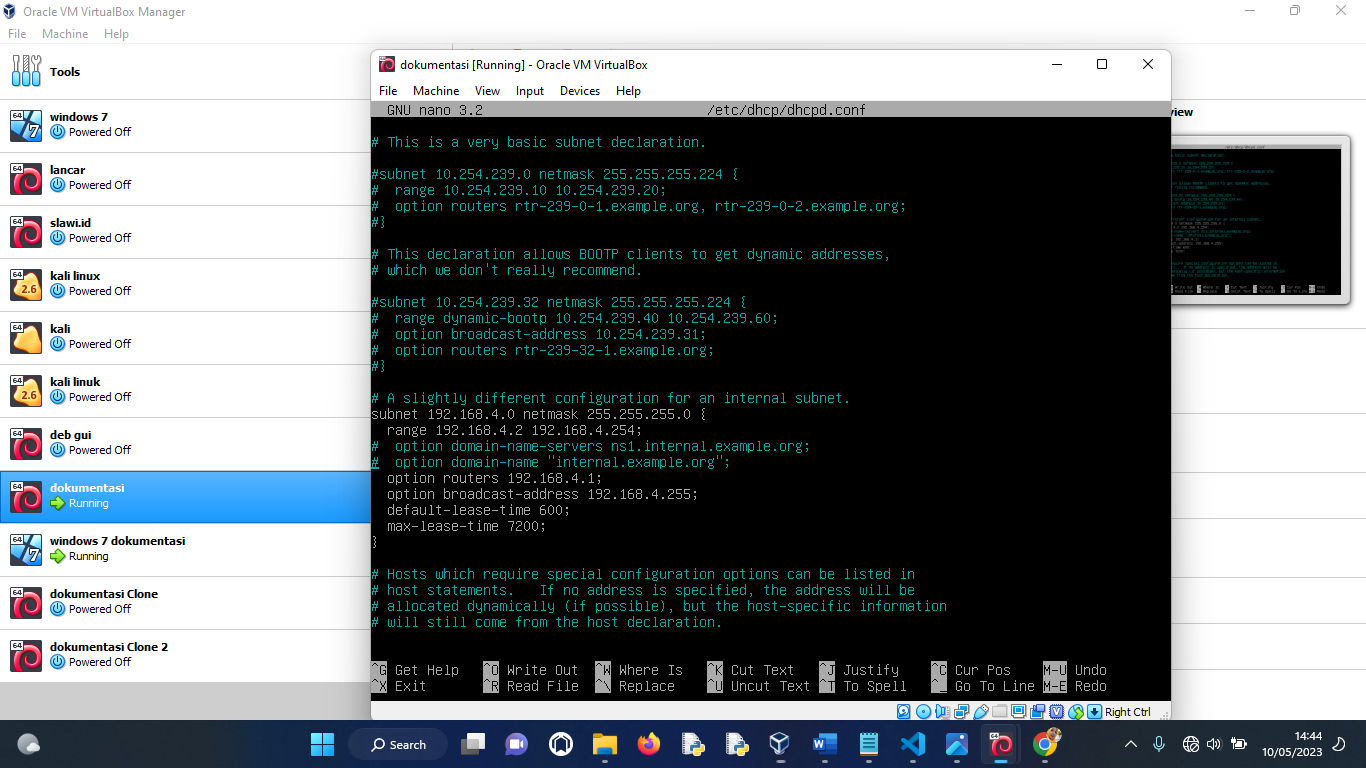 Oracle VM VirtualBox Manager
File Machine Help
Tools
64
windows 7
Powered Off
64
lancar
Powered Off
64
slawi.id
Powered Off
64
2.6
kali linux
Powered Off
64
kali
Powered Off
64
2.6
kali linuk
Powered Off
64
deb gui
Powered Off
64
dokumentasi
Running
64
windows 7 dokumentasi
Running
64
dokumentasi Clone
Powered Off
64
dokumentasi Clone 2
Powered Off
dokumentasi [Running] - Oracle VM VirtualBox
File Machine View Input Devices Help
GNU nano 3.2 /etc/dhcp/dhcpd.conf
# This is a very basic subnet declaration.
#subnet 10.254.239.0 netmask 255.255.255.224 {
#  range 10.254.239.10 10.254.239.20;
#  option routers rtr-239-0-1.example.org, rtr-239-0-2.example.org;
#}
# This declaration allows BOOTP clients to get dynamic addresses,
# which we don't really recommend.
#subnet 10.254.239.32 netmask 255.255.255.224 {
#  range dynamic-bootp 10.254.239.40 10.254.239.60;
#  option broadcast-address 10.254.239.31;
#  option routers rtr-239-32-1.example.org;
#}
# A slightly different configuration for an internal subnet.
subnet 192.168.4.0 netmask 255.255.255.0 {
  range 192.168.4.2 192.168.4.254;
#  option domain-name-servers ns1.internal.example.org;
#  option domain-name "internal.example.org";
  option routers 192.168.4.1;
  option broadcast-address 192.168.4.255;
  default-lease-time 600;
  max-lease-time 7200;
}
# Hosts which require special configuration options can be listed in
# host statements.   If no address is specified, the address will be
# allocated dynamically (if possible), but the host-specific information
# will still come from the host declaration.
^G Get Help ^O Write Out ^W Where Is ^K Cut Text ^J Justify ^C Cur Pos M-U Undo
^X Exit ^R Read File ^\ Replace ^U Uncut Text ^T To Spell ^_ Go To Line M-E Redo
Right Ctrl
view
Search
14:44
10/05/2023